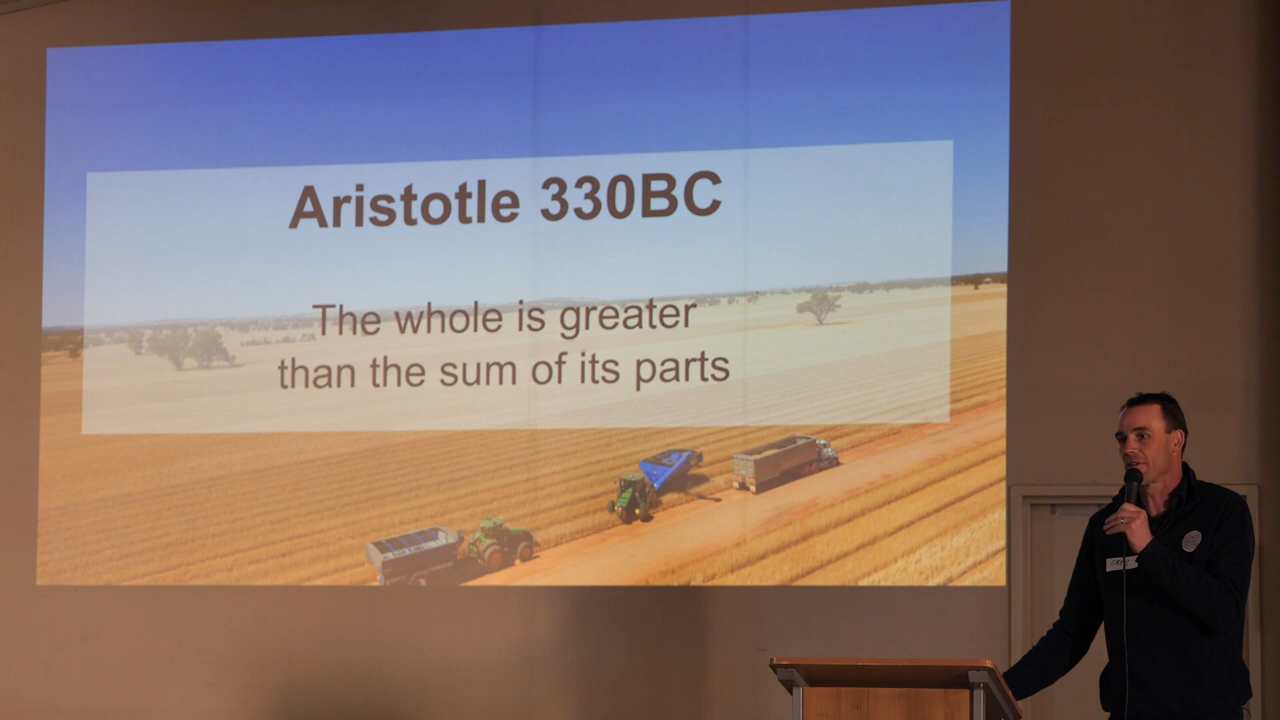 Aristotle 330BC
The whole is greater
than the sum of its parts